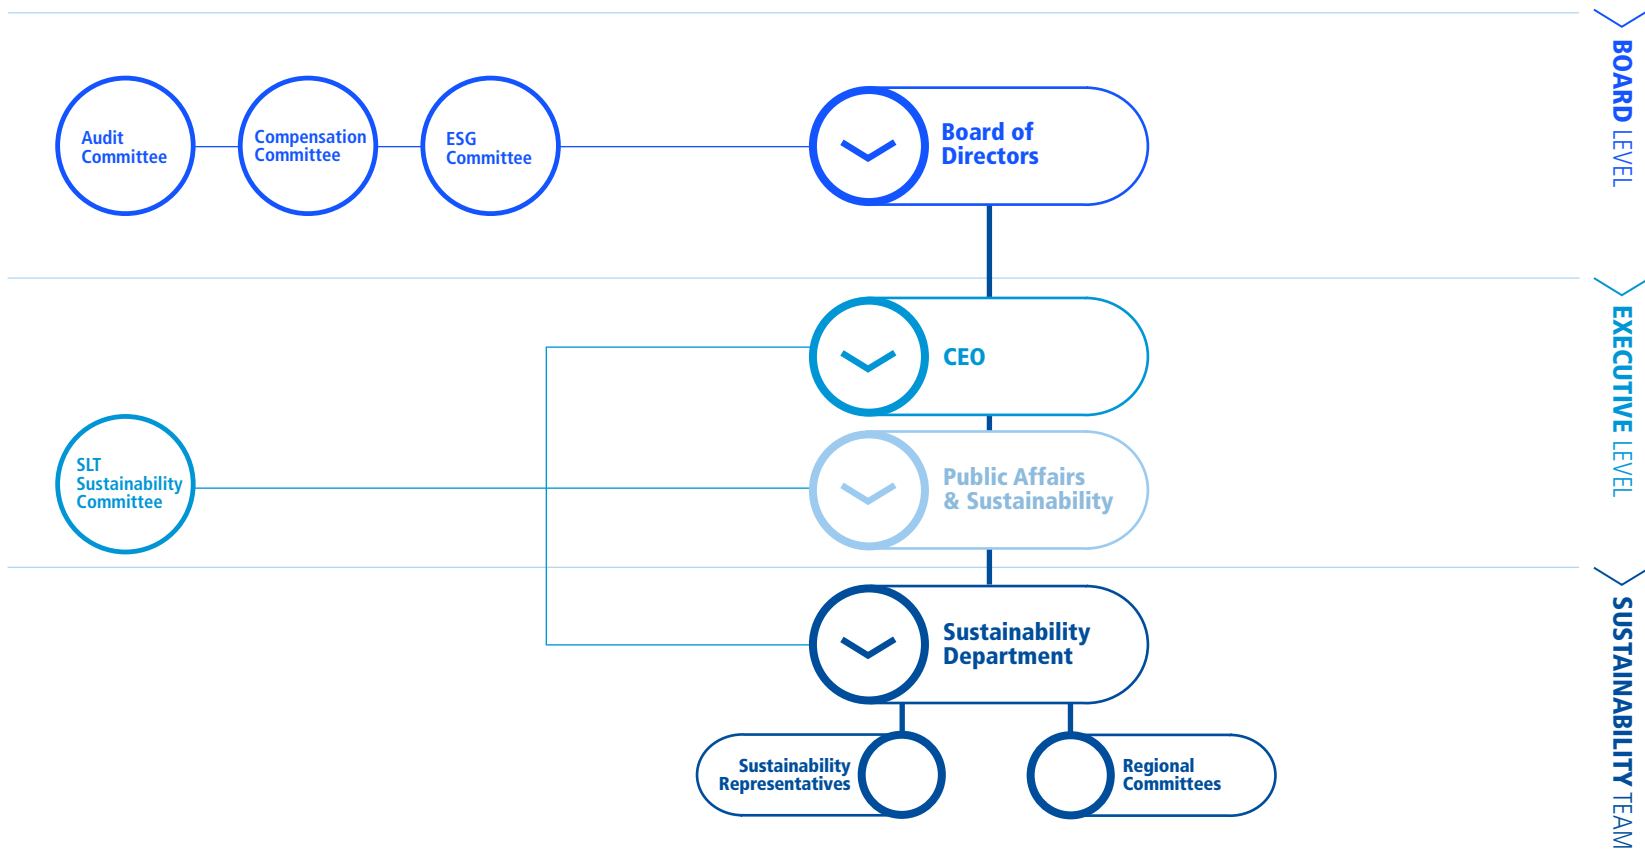 Audit
Committee
Compensation
Committee
ESG
Committee
Board of
Directors
BOARD LEVEL
CEO
SLT
Sustainability
Committee
Public Affairs
& Sustainability
EXECUTIVE LEVEL
Sustainability
Department
Sustainability
Representatives
Regional
Committees
SUSTAINABILITY TEAM